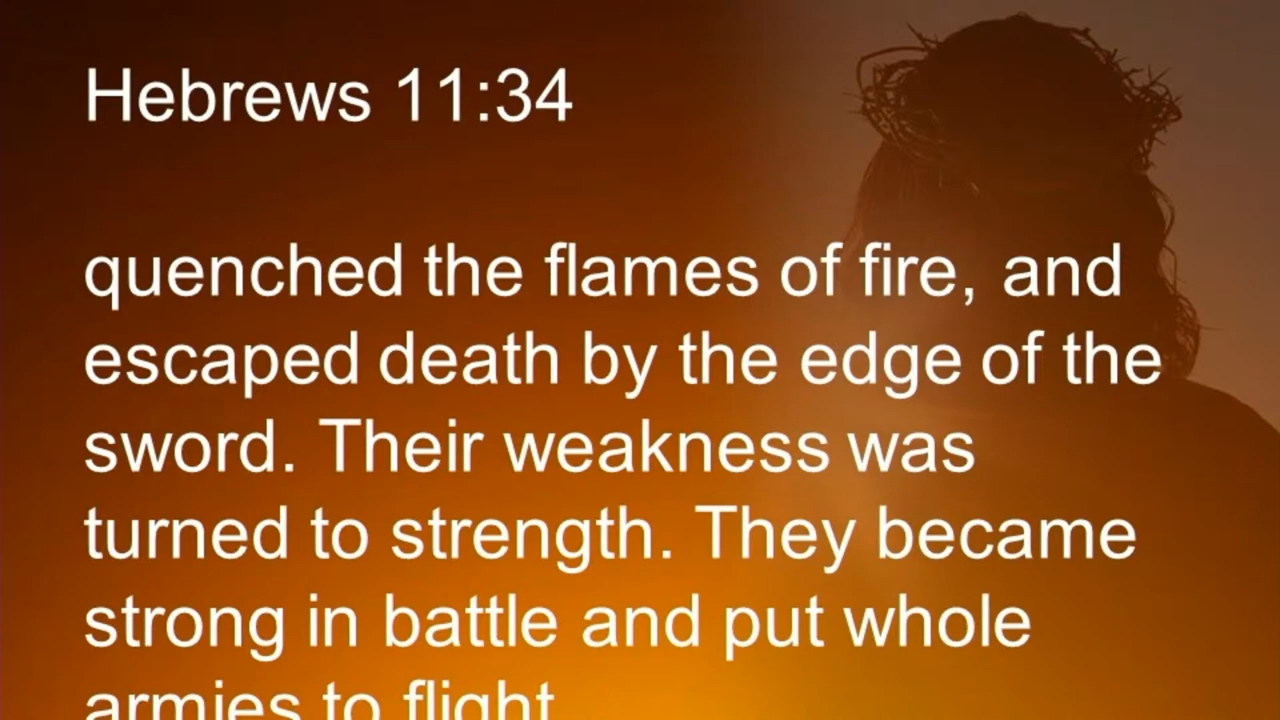 Hebrews 11:34
quenched the flames of fire, and
escaped death by the edge of the
sword. Their weakness was
turned to strength. They became
strong in battle and put whole
armies to flight